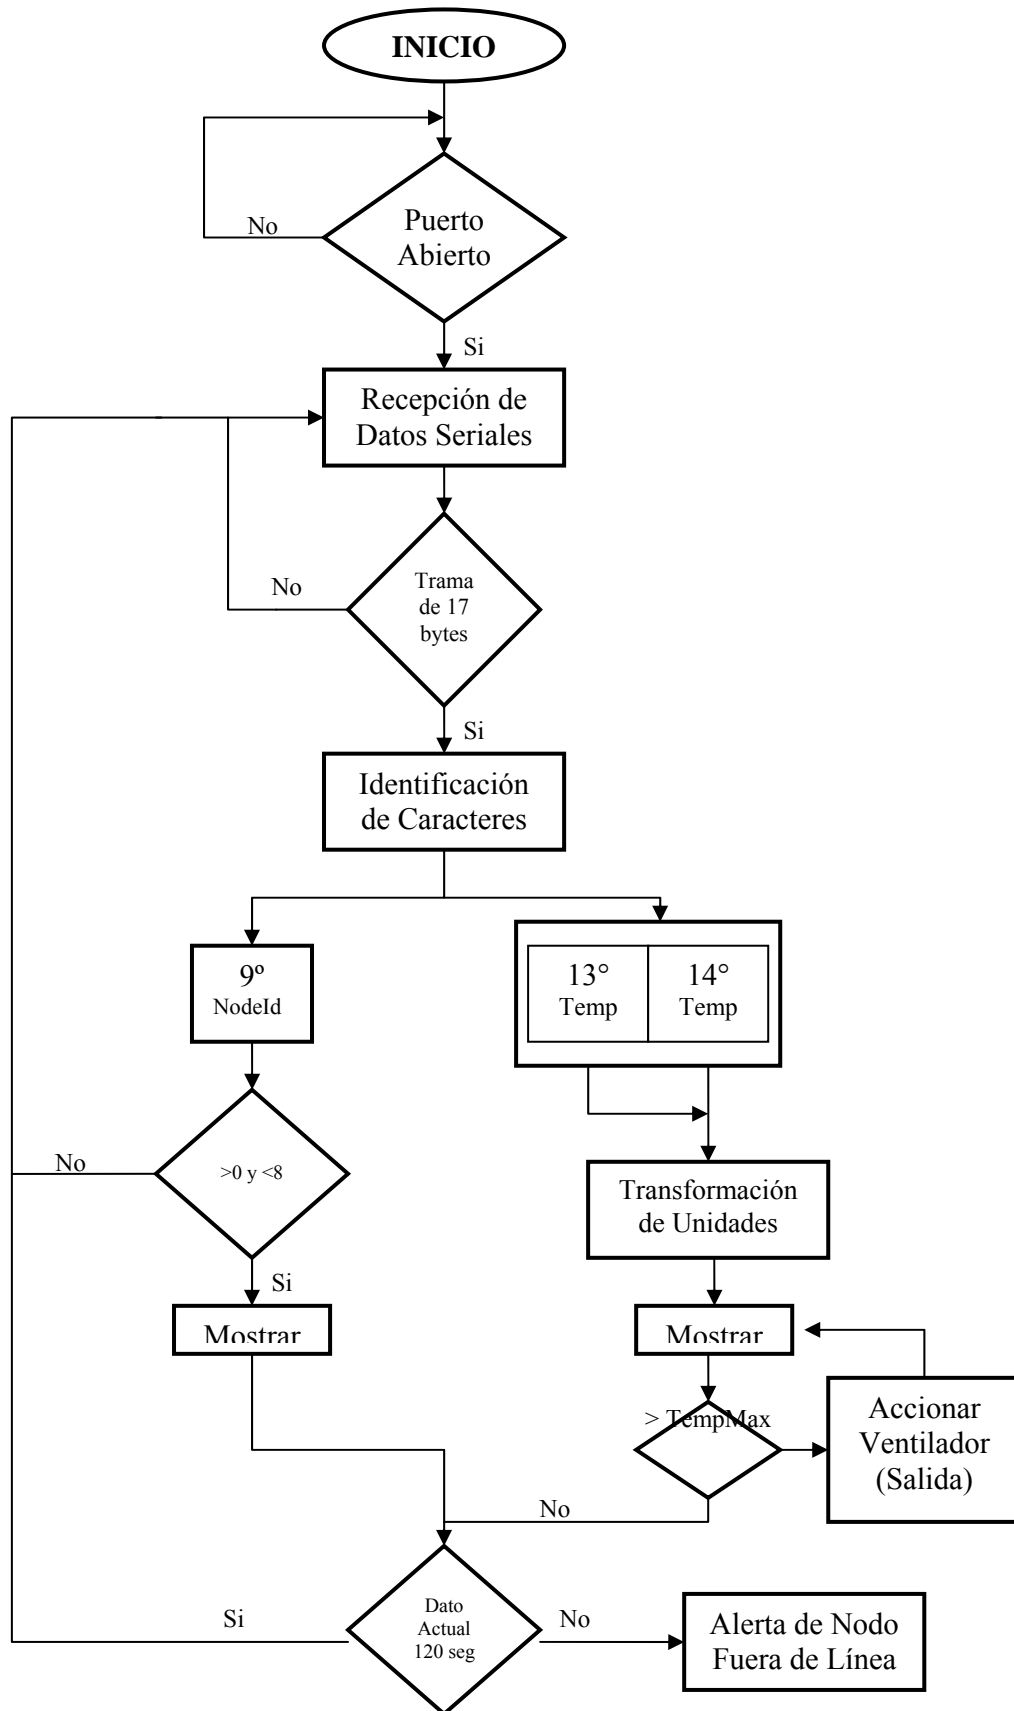 INICIO
Puerto
Abierto
No
Si
Recepción de
Datos Seriales
No
Trama
de 17
bytes
Si
Identificación
de Caracteres
9º
NodeId
13°
Temp
14°
Temp
No
>0 y <8
Transformación
de Unidades
Si
Mostrar
Mostrar
> TempMax
Accionar
Ventilador
(Salida)
No
Si
Dato
Actual
120 seg
No
Alerta de Nodo
Fuera de Línea